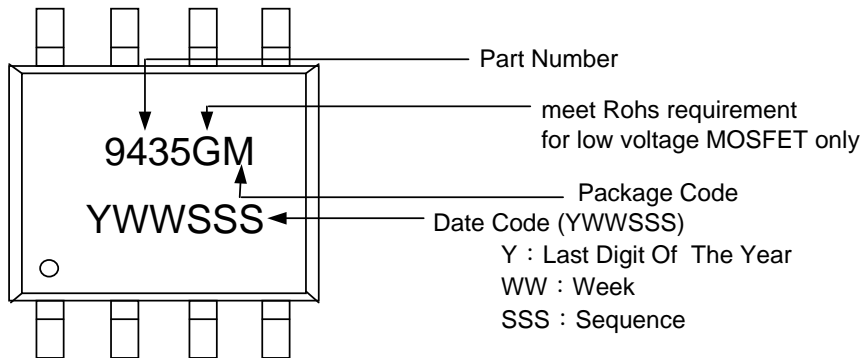 Part Number
meet Rohs requirement
for low voltage MOSFET only
9435GM
Package Code
YWWSSS
Date Code (YWWSSS)
Y：Last Digit Of The Year
WW：Week
SSS：Sequence